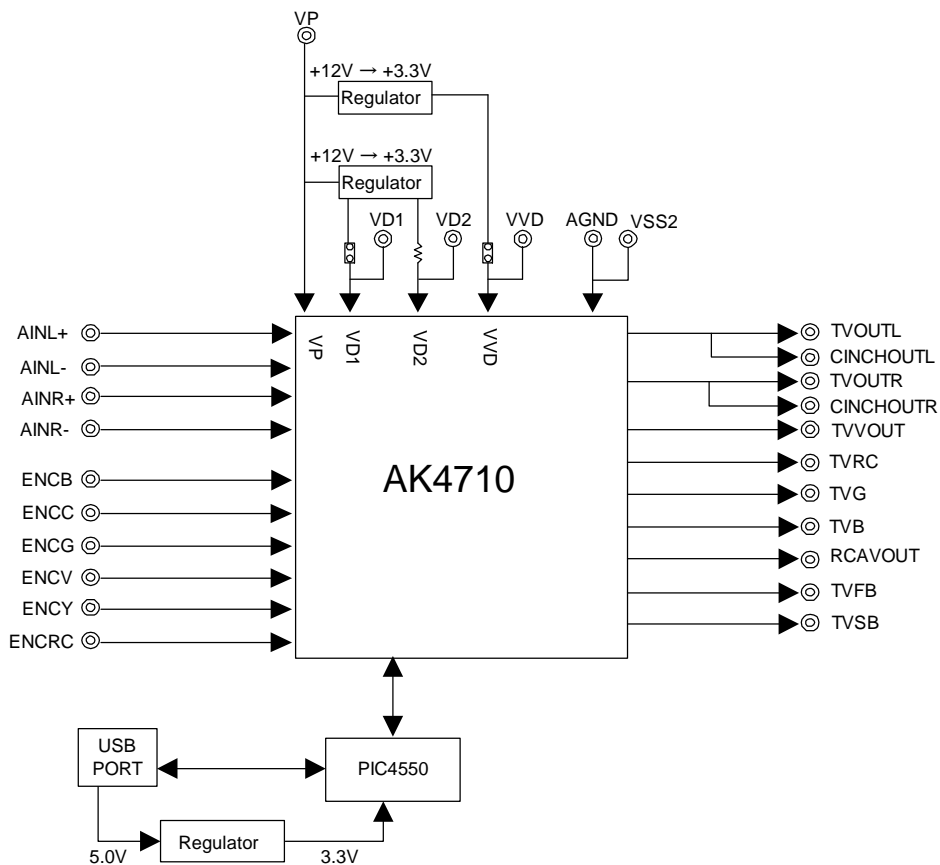 VP
+12V → +3.3V
Regulator
+12V → +3.3V
Regulator
VD1
VD2
VVD
AGND
VSS2
VP
VD1
VD2
VVD
AINL+
AINL-
AINR+
AINR-
ENCB
ENCC
ENCG
ENCV
ENCY
ENCRC
AK4710
TVOUTL
CINCHOUTL
TVOUTR
CINCHOUTR
TVVOUT
TVRC
TVG
TVB
RCAVOUT
TVFB
TVSB
USB
PORT
PIC4550
Regulator
5.0V
3.3V